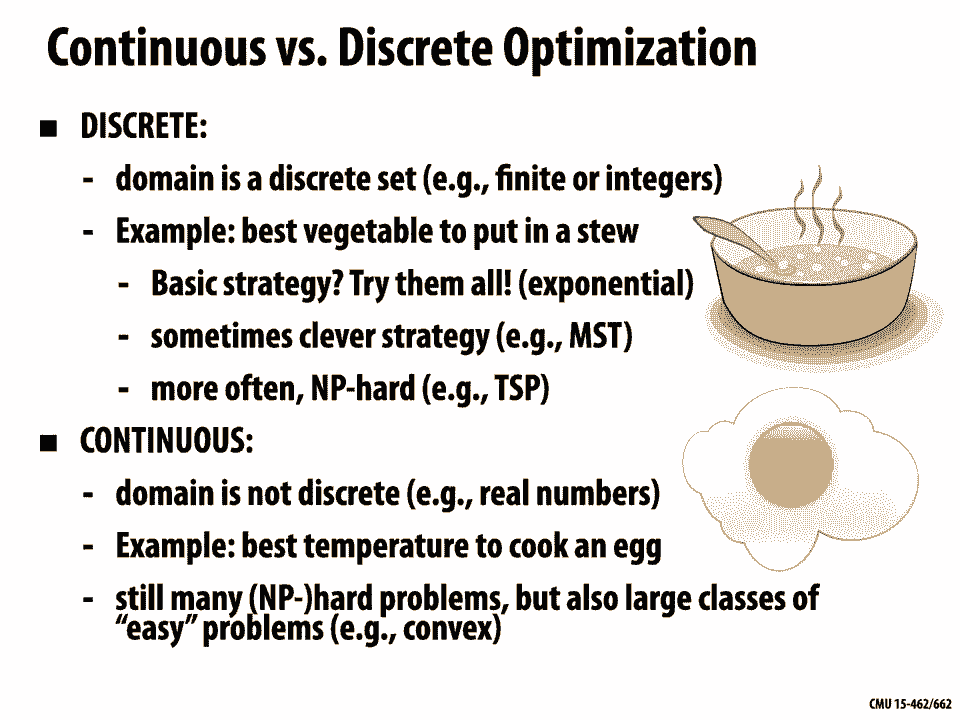 Continuous vs. Discrete Optimization
■ DISCRETE:
- domain is a discrete set (e.g., finite or integers)
- Example: best vegetable to put in a stew
- Basic strategy? Try them all! (exponential)
- sometimes clever strategy (e.g., MST)
- more often, NP-hard (e.g., TSP)
■ CONTINUOUS:
- domain is not discrete (e.g., real numbers)
- Example: best temperature to cook an egg
- still many (NP-)hard problems, but also large classes of
“easy” problems (e.g., convex)
CMU 15-462/662